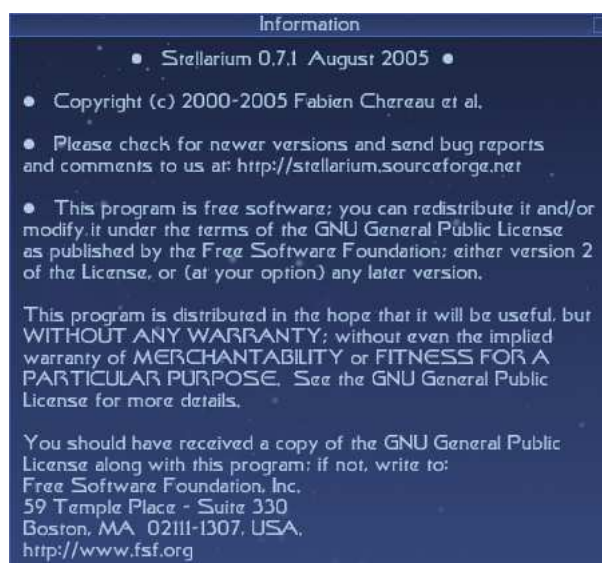 Information
● Stellarium 0.7.1 August 2005 ●
● Copyright (c) 2000-2005 Fabien Chereau et al.
● Please check for newer versions and send bug reports
and comments to us at: http://stellarium.sourceforge.net
● This program is free software; you can redistribute it and/or
modify it under the terms of the GNU General Public License
as published by the Free Software Foundation; either version 2
of the License, or (at your option) any later version.
This program is distributed in the hope that it will be useful, but
WITHOUT ANY WARRANTY; without even the implied
warranty of MERCHANTABILITY or FITNESS FOR A
PARTICULAR PURPOSE. See the GNU General Public
License for more details.
You should have received a copy of the GNU General Public
License along with this program; if not, write to:
Free Software Foundation, Inc.
59 Temple Place - Suite 330
Boston, MA 02111-1307, USA.
http://www.fsf.org